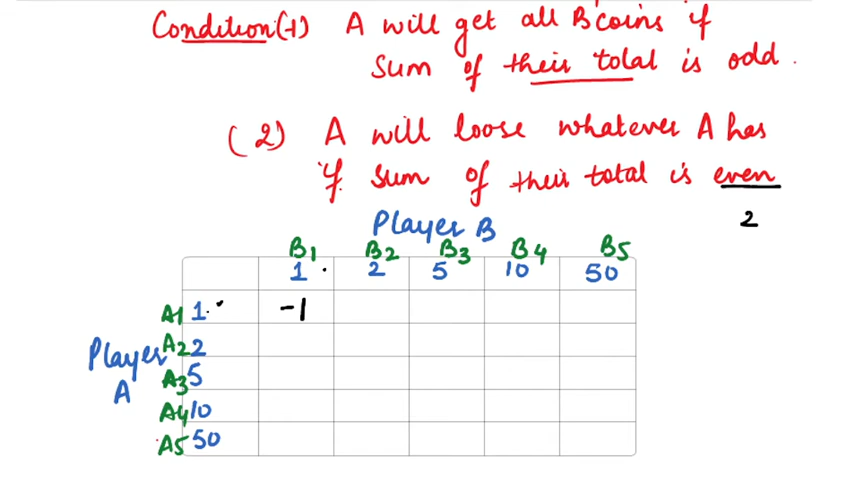 Condition (1) A will get all B'coins if
sum of their total is odd.
(2) A will loose whatever A has
if sum of their total is even
2
Player B
B1 B2 B3 B4 B5
1 2 5 10 50
A1 1 -1
A2 2
Player
A
A3 5
A4 10
A5 50